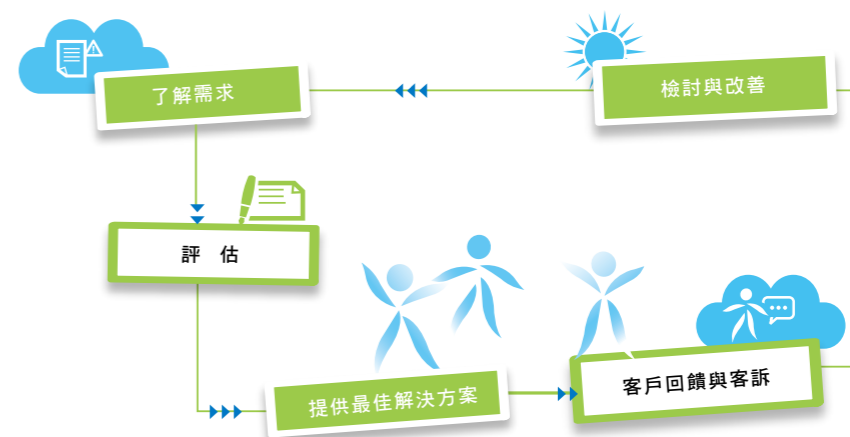 了解需求
檢討與改善
評 估
提供最佳解決方案
客戶回饋與客訴